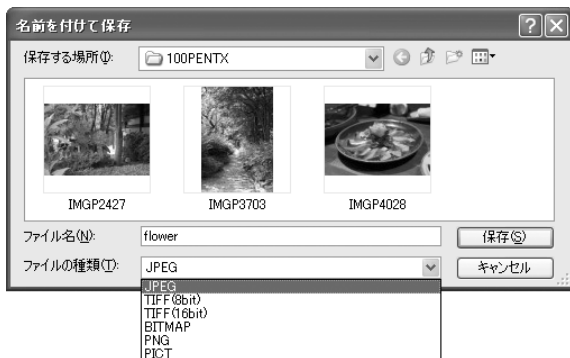 名前を付けて保存
保存する場所(I): 100PENTX
IMGP2427 IMGP3703 IMGP4028
ファイル名(N): flower 保存(S)
ファイルの種類(T): JPEG キャンセル
JPEG
TIFF(8bit)
TIFF(16bit)
BITMAP
PNG
PICT